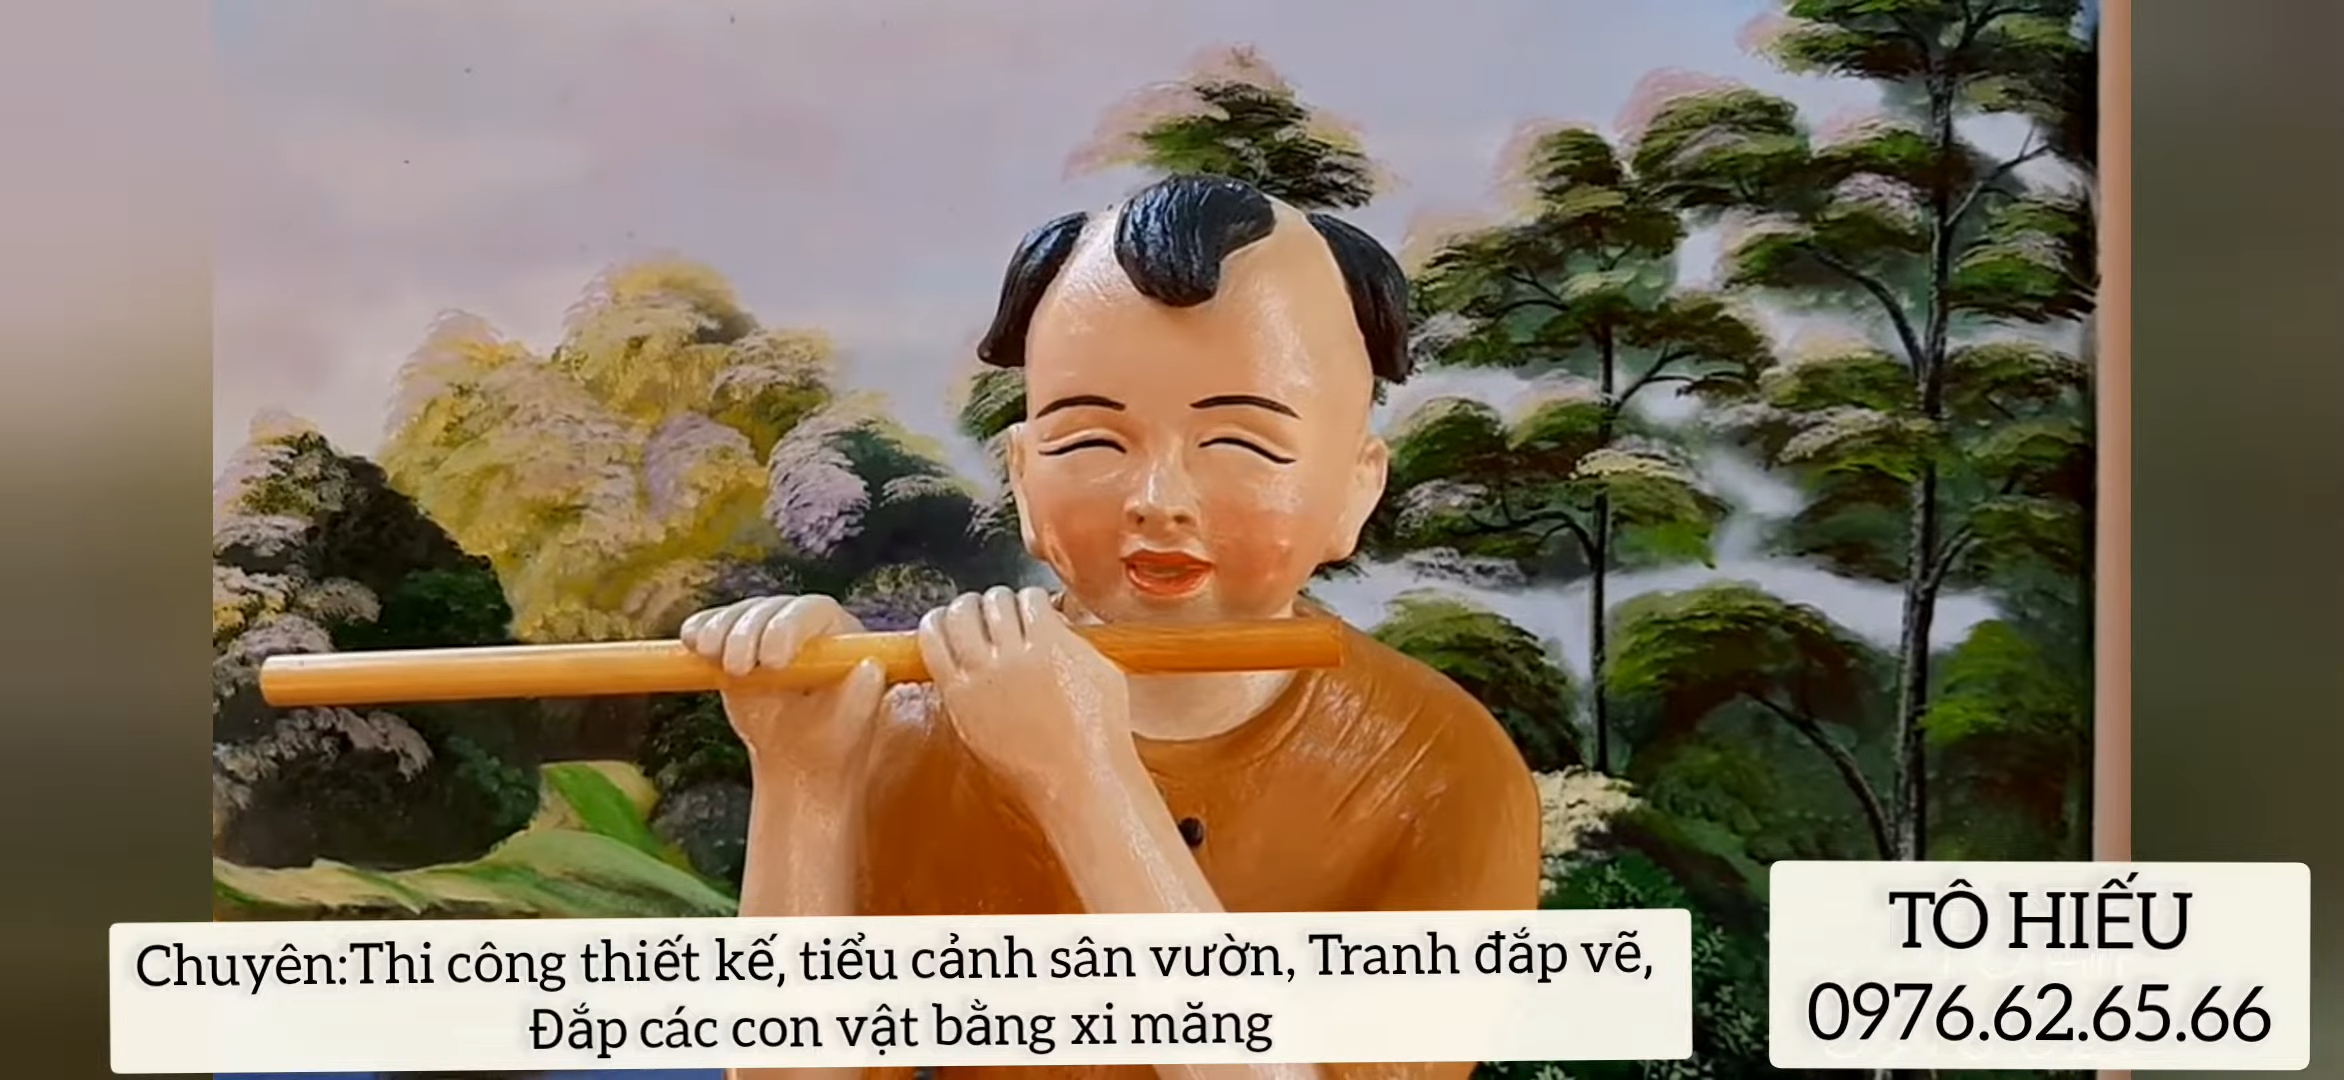 Chuyên:Thi công thiết kế, tiểu cảnh sân vườn, Tranh đắp vẽ,
Đắp các con vật bằng xi măng
TÔ HIẾU
0976.62.65.66